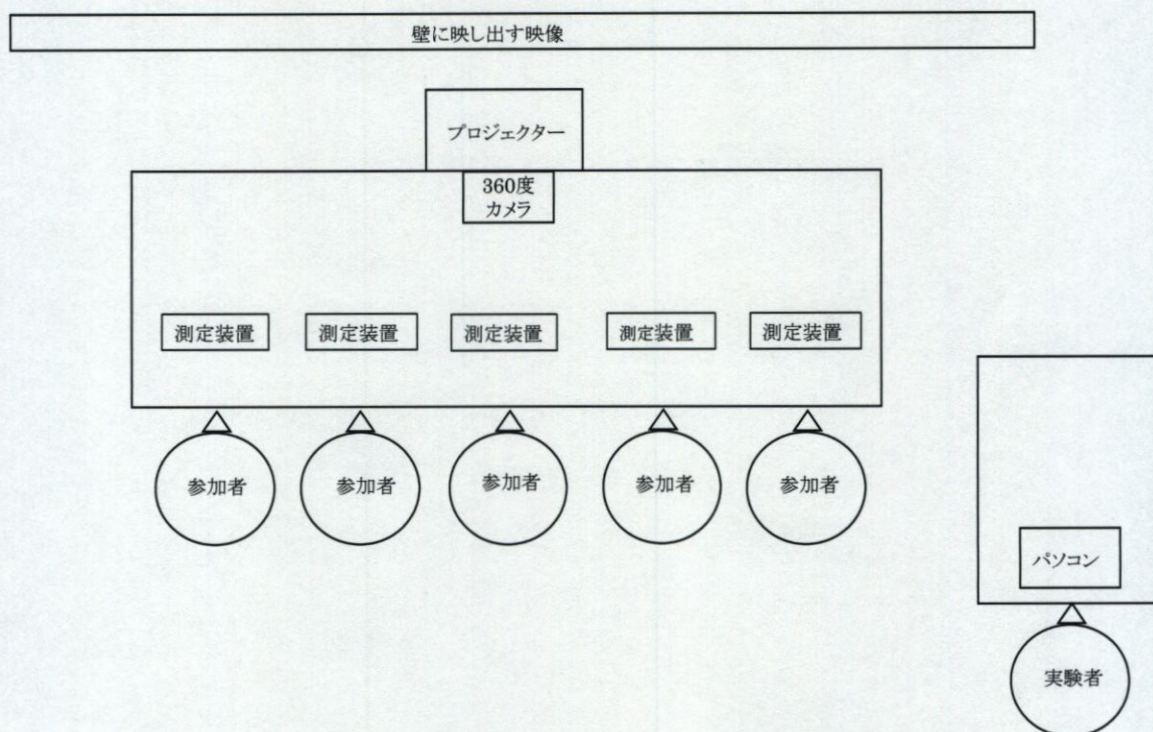 壁に映し出す映像
プロジェクター
360度
カメラ
測定装置
測定装置
測定装置
測定装置
測定装置
参加者
参加者
参加者
参加者
参加者
パソコン
実験者